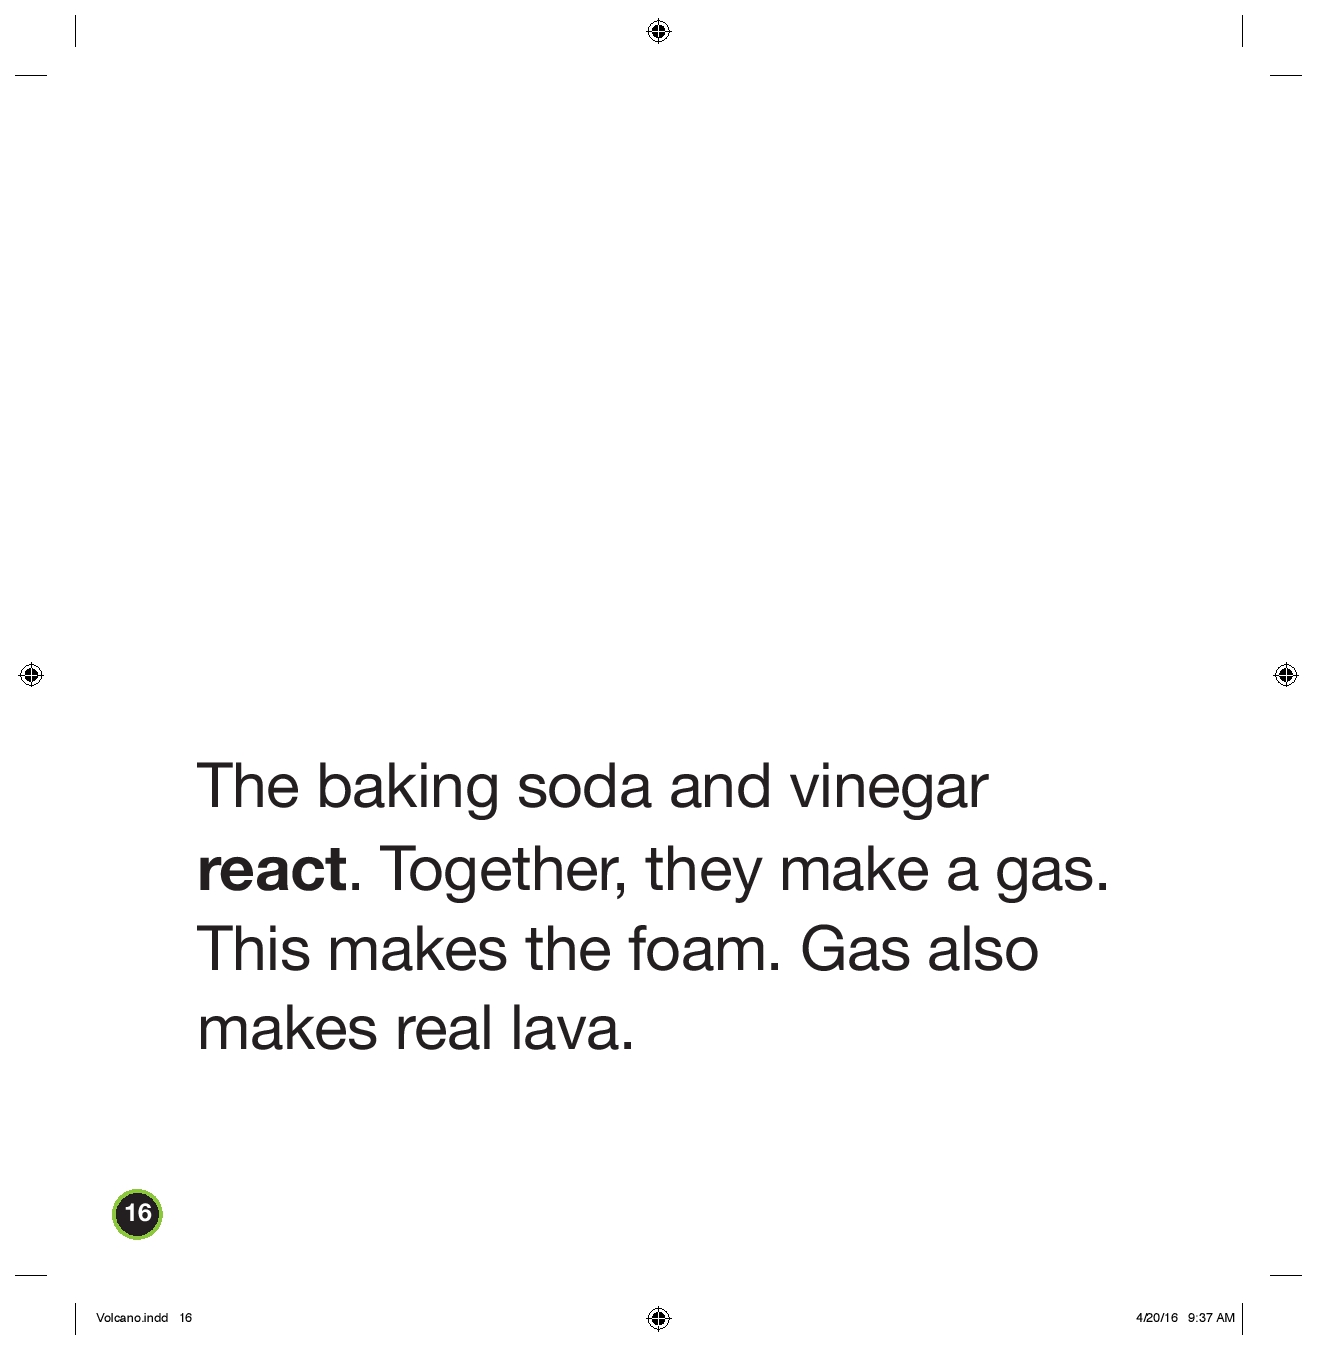 The baking soda and vinegar
react. Together, they make a gas.
This makes the foam. Gas also
makes real lava.
16
Volcano.indd 16
4/20/16 9:37 AM